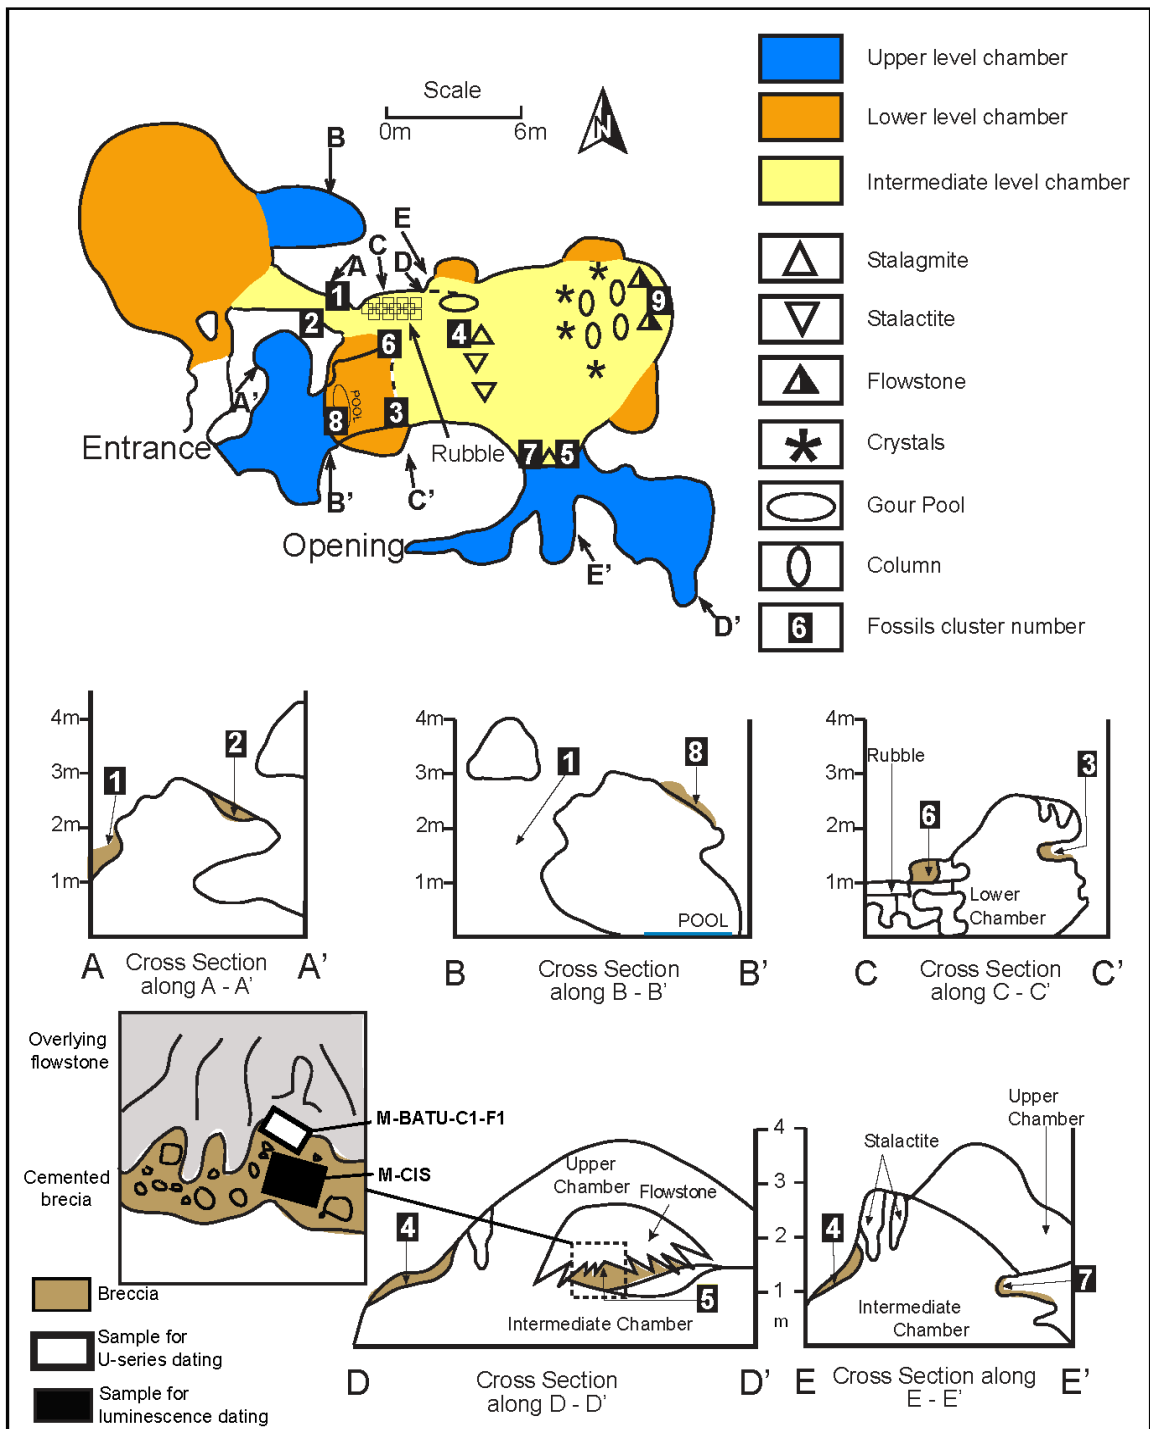 Scale
0m 6m
N
Upper level chamber
Lower level chamber
Intermediate level chamber
Stalagmite
Stalactite
Flowstone
Crystals
Gour Pool
Column
6
Fossils cluster number
B
E
C
D
A
1
2
9
4
6
A'
POOL
8
3
Entrance
Rubble
7
5
B'
C'
Opening
E'
D'
4m
3m
2m
1m
1
2
A
A'
Cross Section
along A - A'
4m
3m
2m
1m
1
8
POOL
B
B'
Cross Section
along B - B'
4m
3m
2m
1m
Rubble
3
6
Lower
Chamber
C
C'
Cross Section
along C - C'
Overlying
flowstone
Cemented
brecia
M-BATU-C1-F1
M-CIS
Breccia
Sample for
U-series dating
Sample for
luminescence dating
Upper
Chamber
Flowstone
4
5
Intermediate Chamber
D
D'
Cross Section
along D - D'
4
3
2
1
m
Upper
Chamber
Stalactite
4
7
Intermediate
Chamber
E
E'
Cross Section along
E - E'